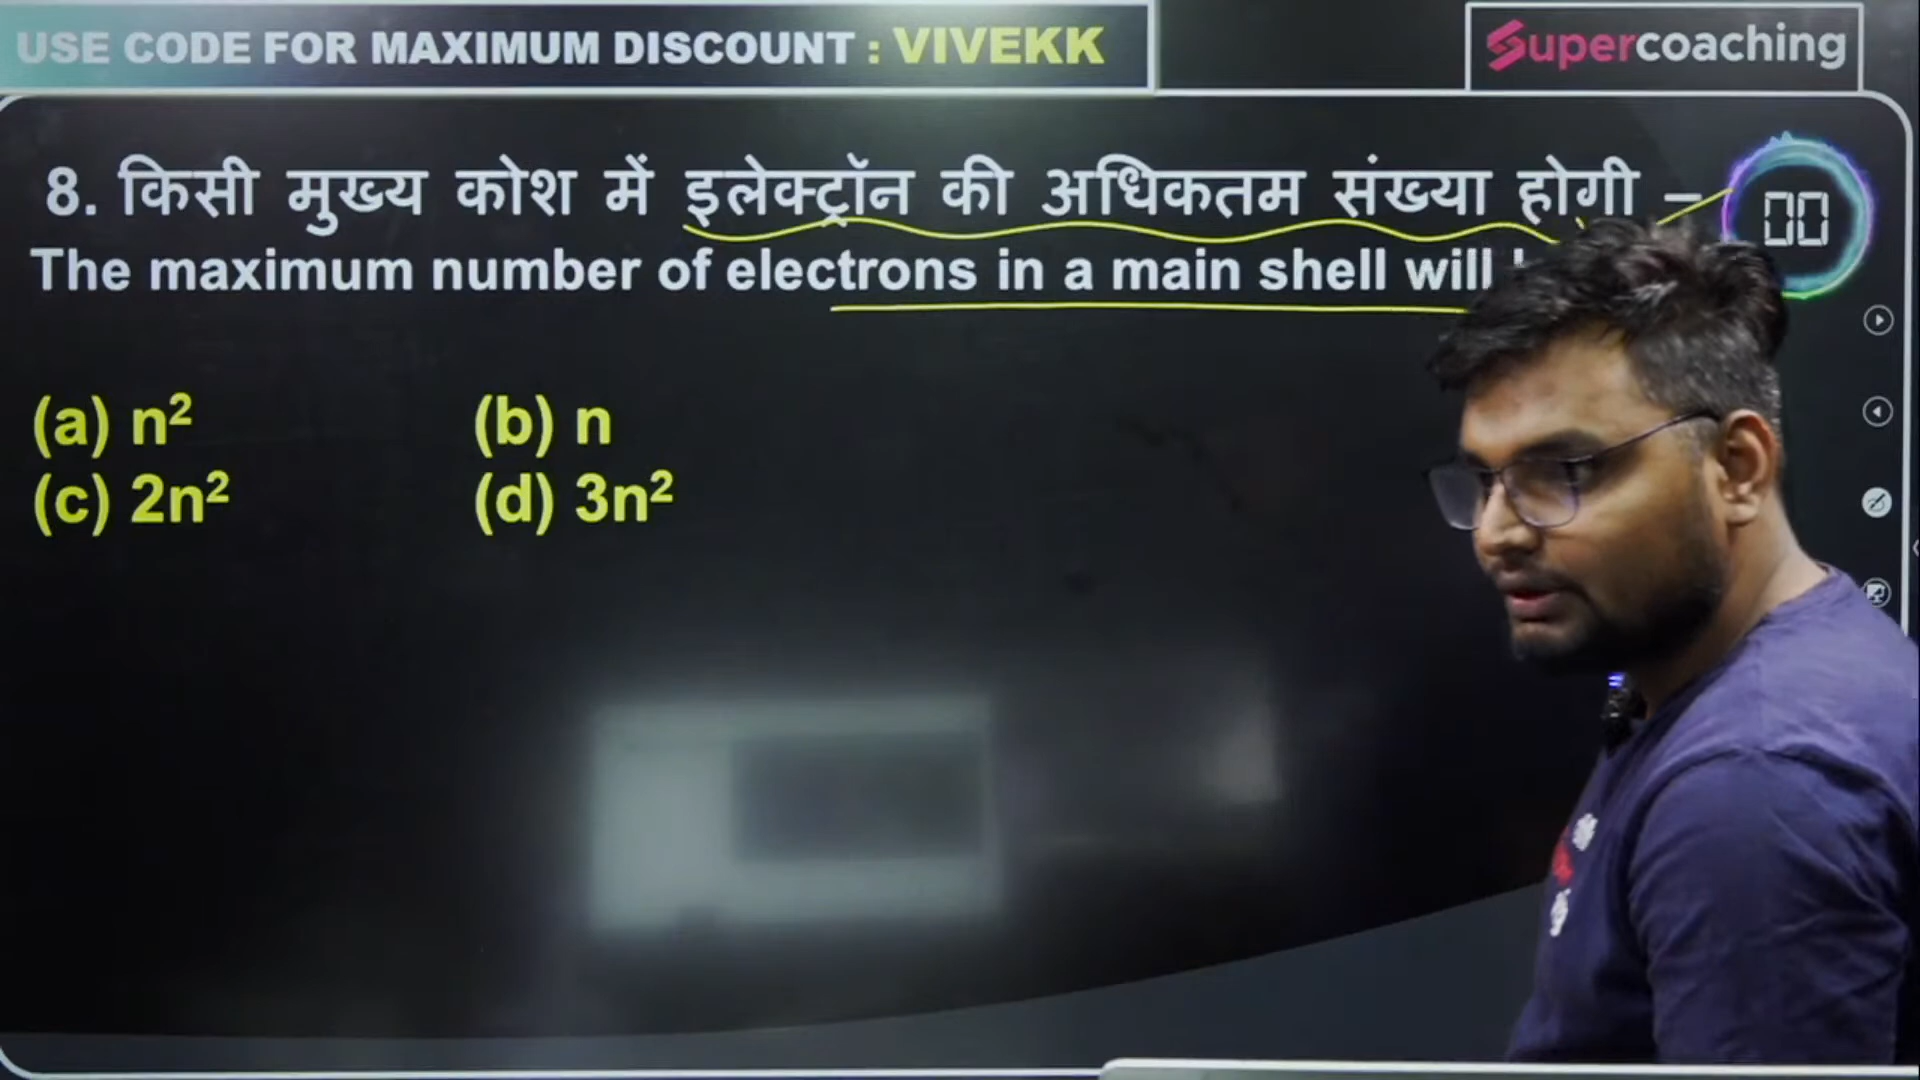 USE CODE FOR MAXIMUM DISCOUNT : VIVEKK
Supercoaching
8. किसी मुख्य कोश में इलेक्ट्रॉन की अधिकतम संख्या होगी –
00
The maximum number of electrons in a main shell will
(a) n²
(b) n
(c) 2n²
(d) 3n²